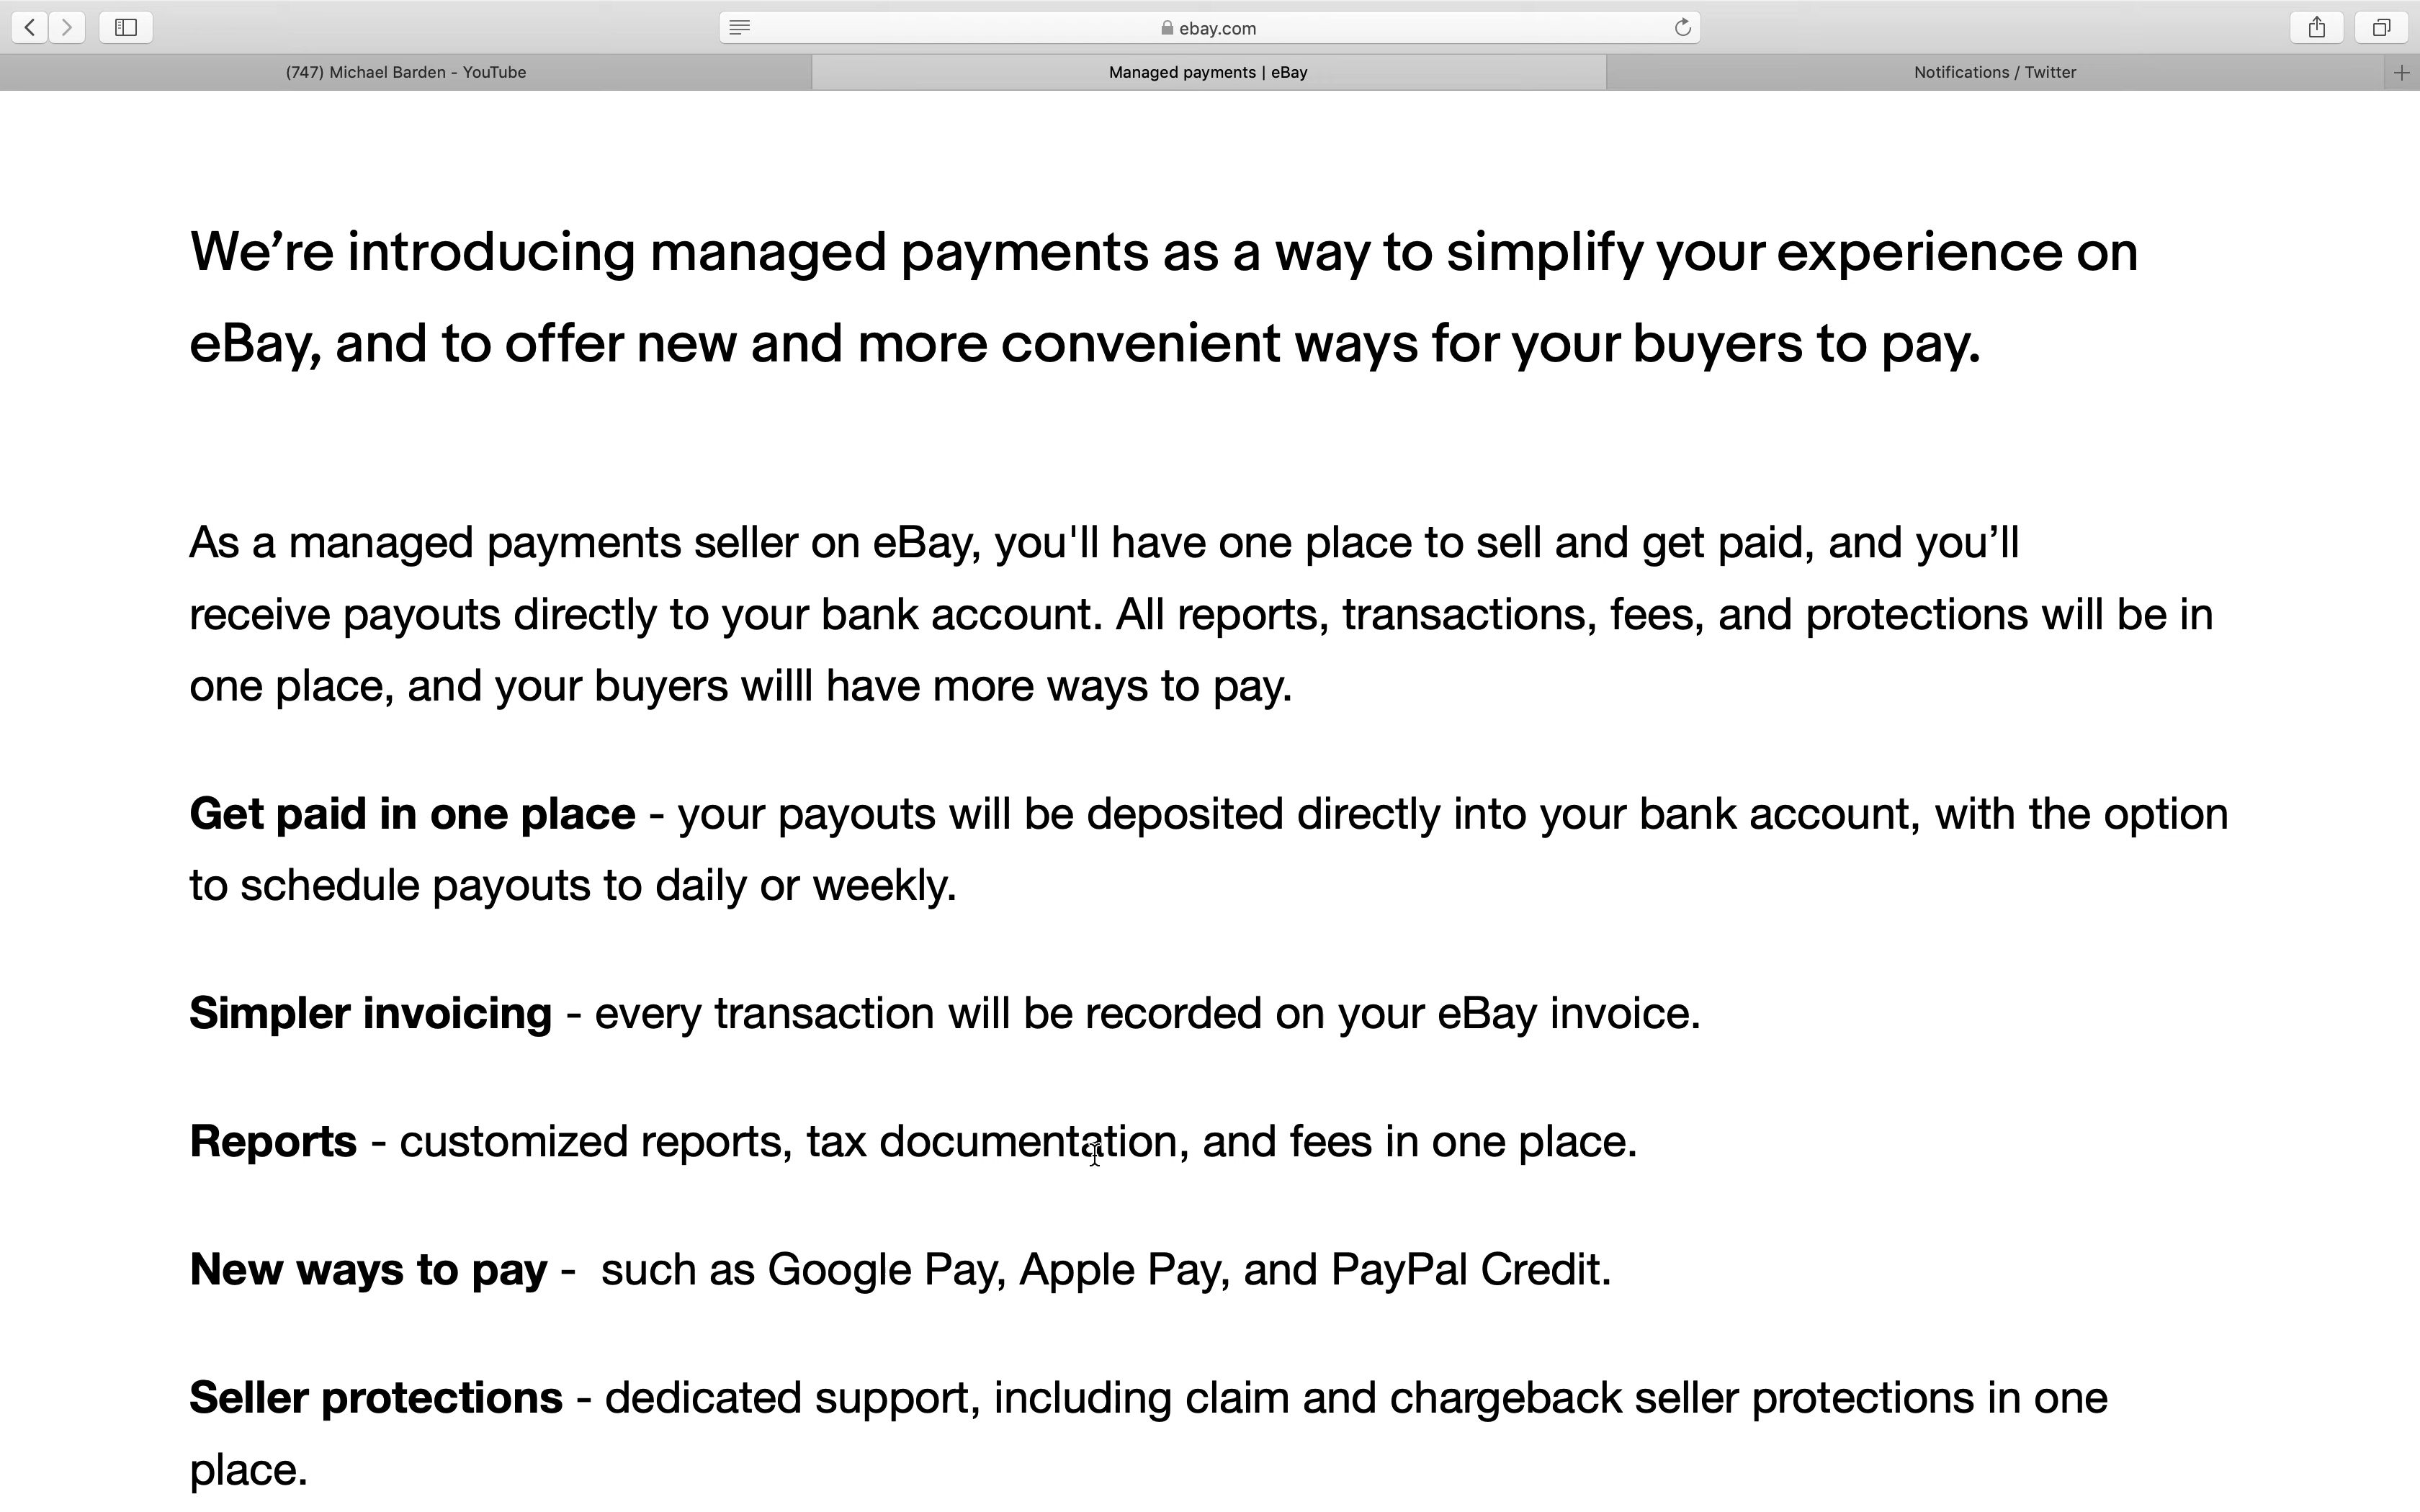 ebay.com
(747) Michael Barden - YouTube
Managed payments | eBay
Notifications / Twitter
We’re introducing managed payments as a way to simplify your experience on
eBay, and to offer new and more convenient ways for your buyers to pay.
As a managed payments seller on eBay, you'll have one place to sell and get paid, and you’ll
receive payouts directly to your bank account. All reports, transactions, fees, and protections will be in
one place, and your buyers willl have more ways to pay.
Get paid in one place - your payouts will be deposited directly into your bank account, with the option
to schedule payouts to daily or weekly.
Simpler invoicing - every transaction will be recorded on your eBay invoice.
Reports - customized reports, tax documentation, and fees in one place.
New ways to pay -  such as Google Pay, Apple Pay, and PayPal Credit.
Seller protections - dedicated support, including claim and chargeback seller protections in one
place.